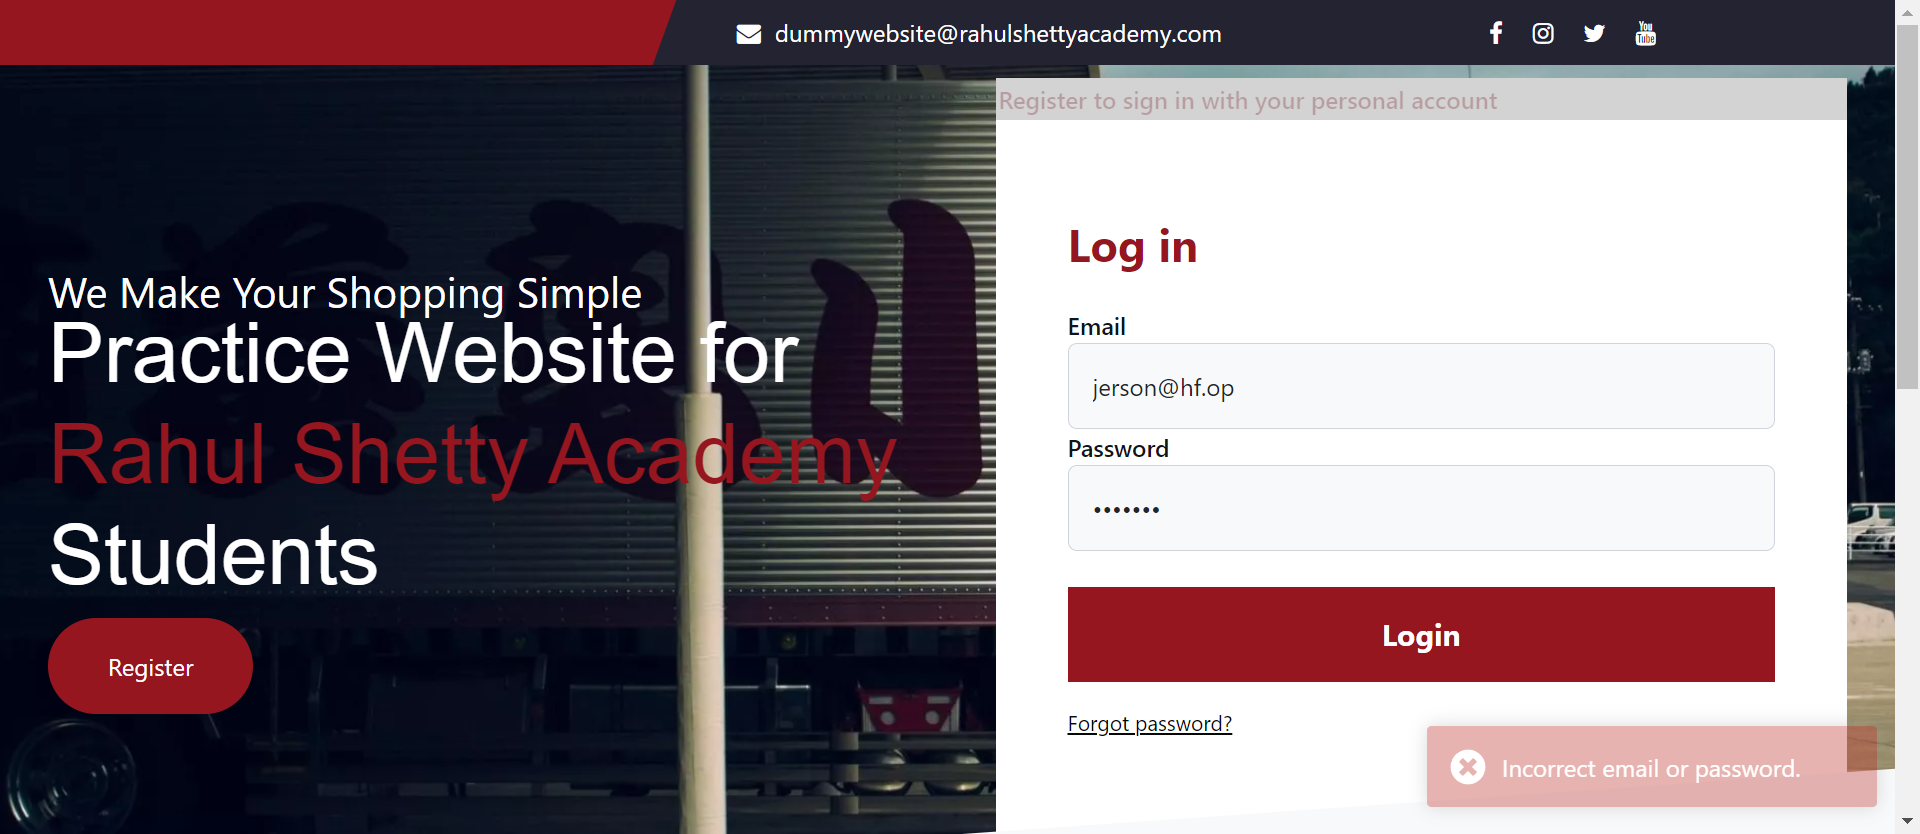 dummywebsite@rahulshettyacademy.com
You
Tube
Register to sign in with your personal account
We Make Your Shopping Simple
Practice Website for
Rahul Shetty Academy
Students
Register
Log in
Email
jerson@hf.op
Password
•••••••
Login
Forgot password?
Incorrect email or password.